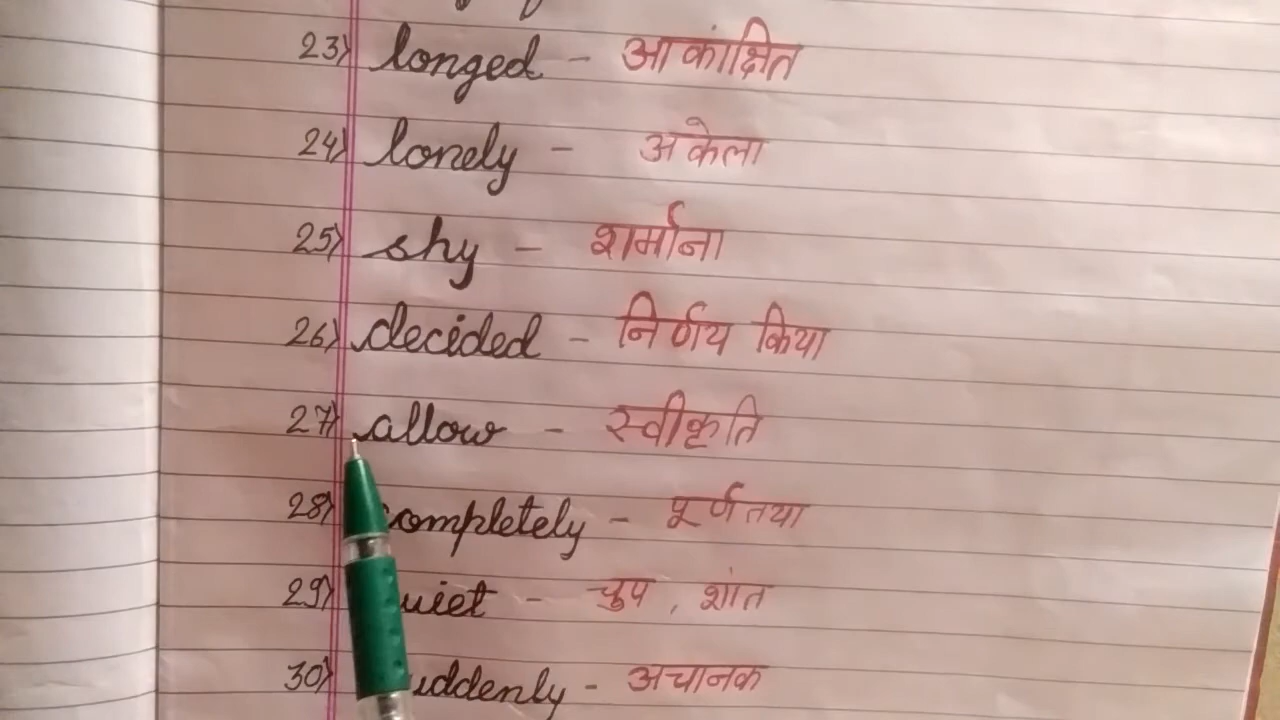 23) longed - आकांक्षित
24) lonely - अकेला
25) shy - शर्माना
26) decided - निर्णय किया
27) allow - स्वीकृति
28) completely - पूर्णतया
29) uiet - चुप, शांत
30) uddenly - अचानक